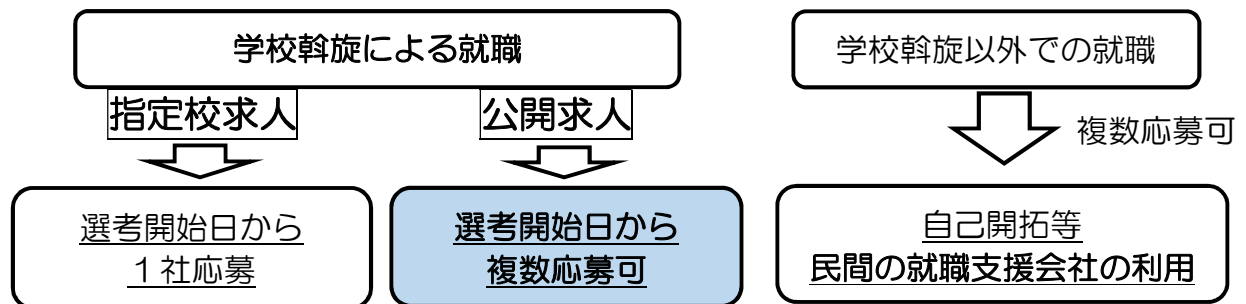 学校斡旋による就職
指定校求人
公開求人
選考開始日から
１社応募
選考開始日から
複数応募可
学校斡旋以外での就職
複数応募可
自己開拓等
民間の就職支援会社の利用